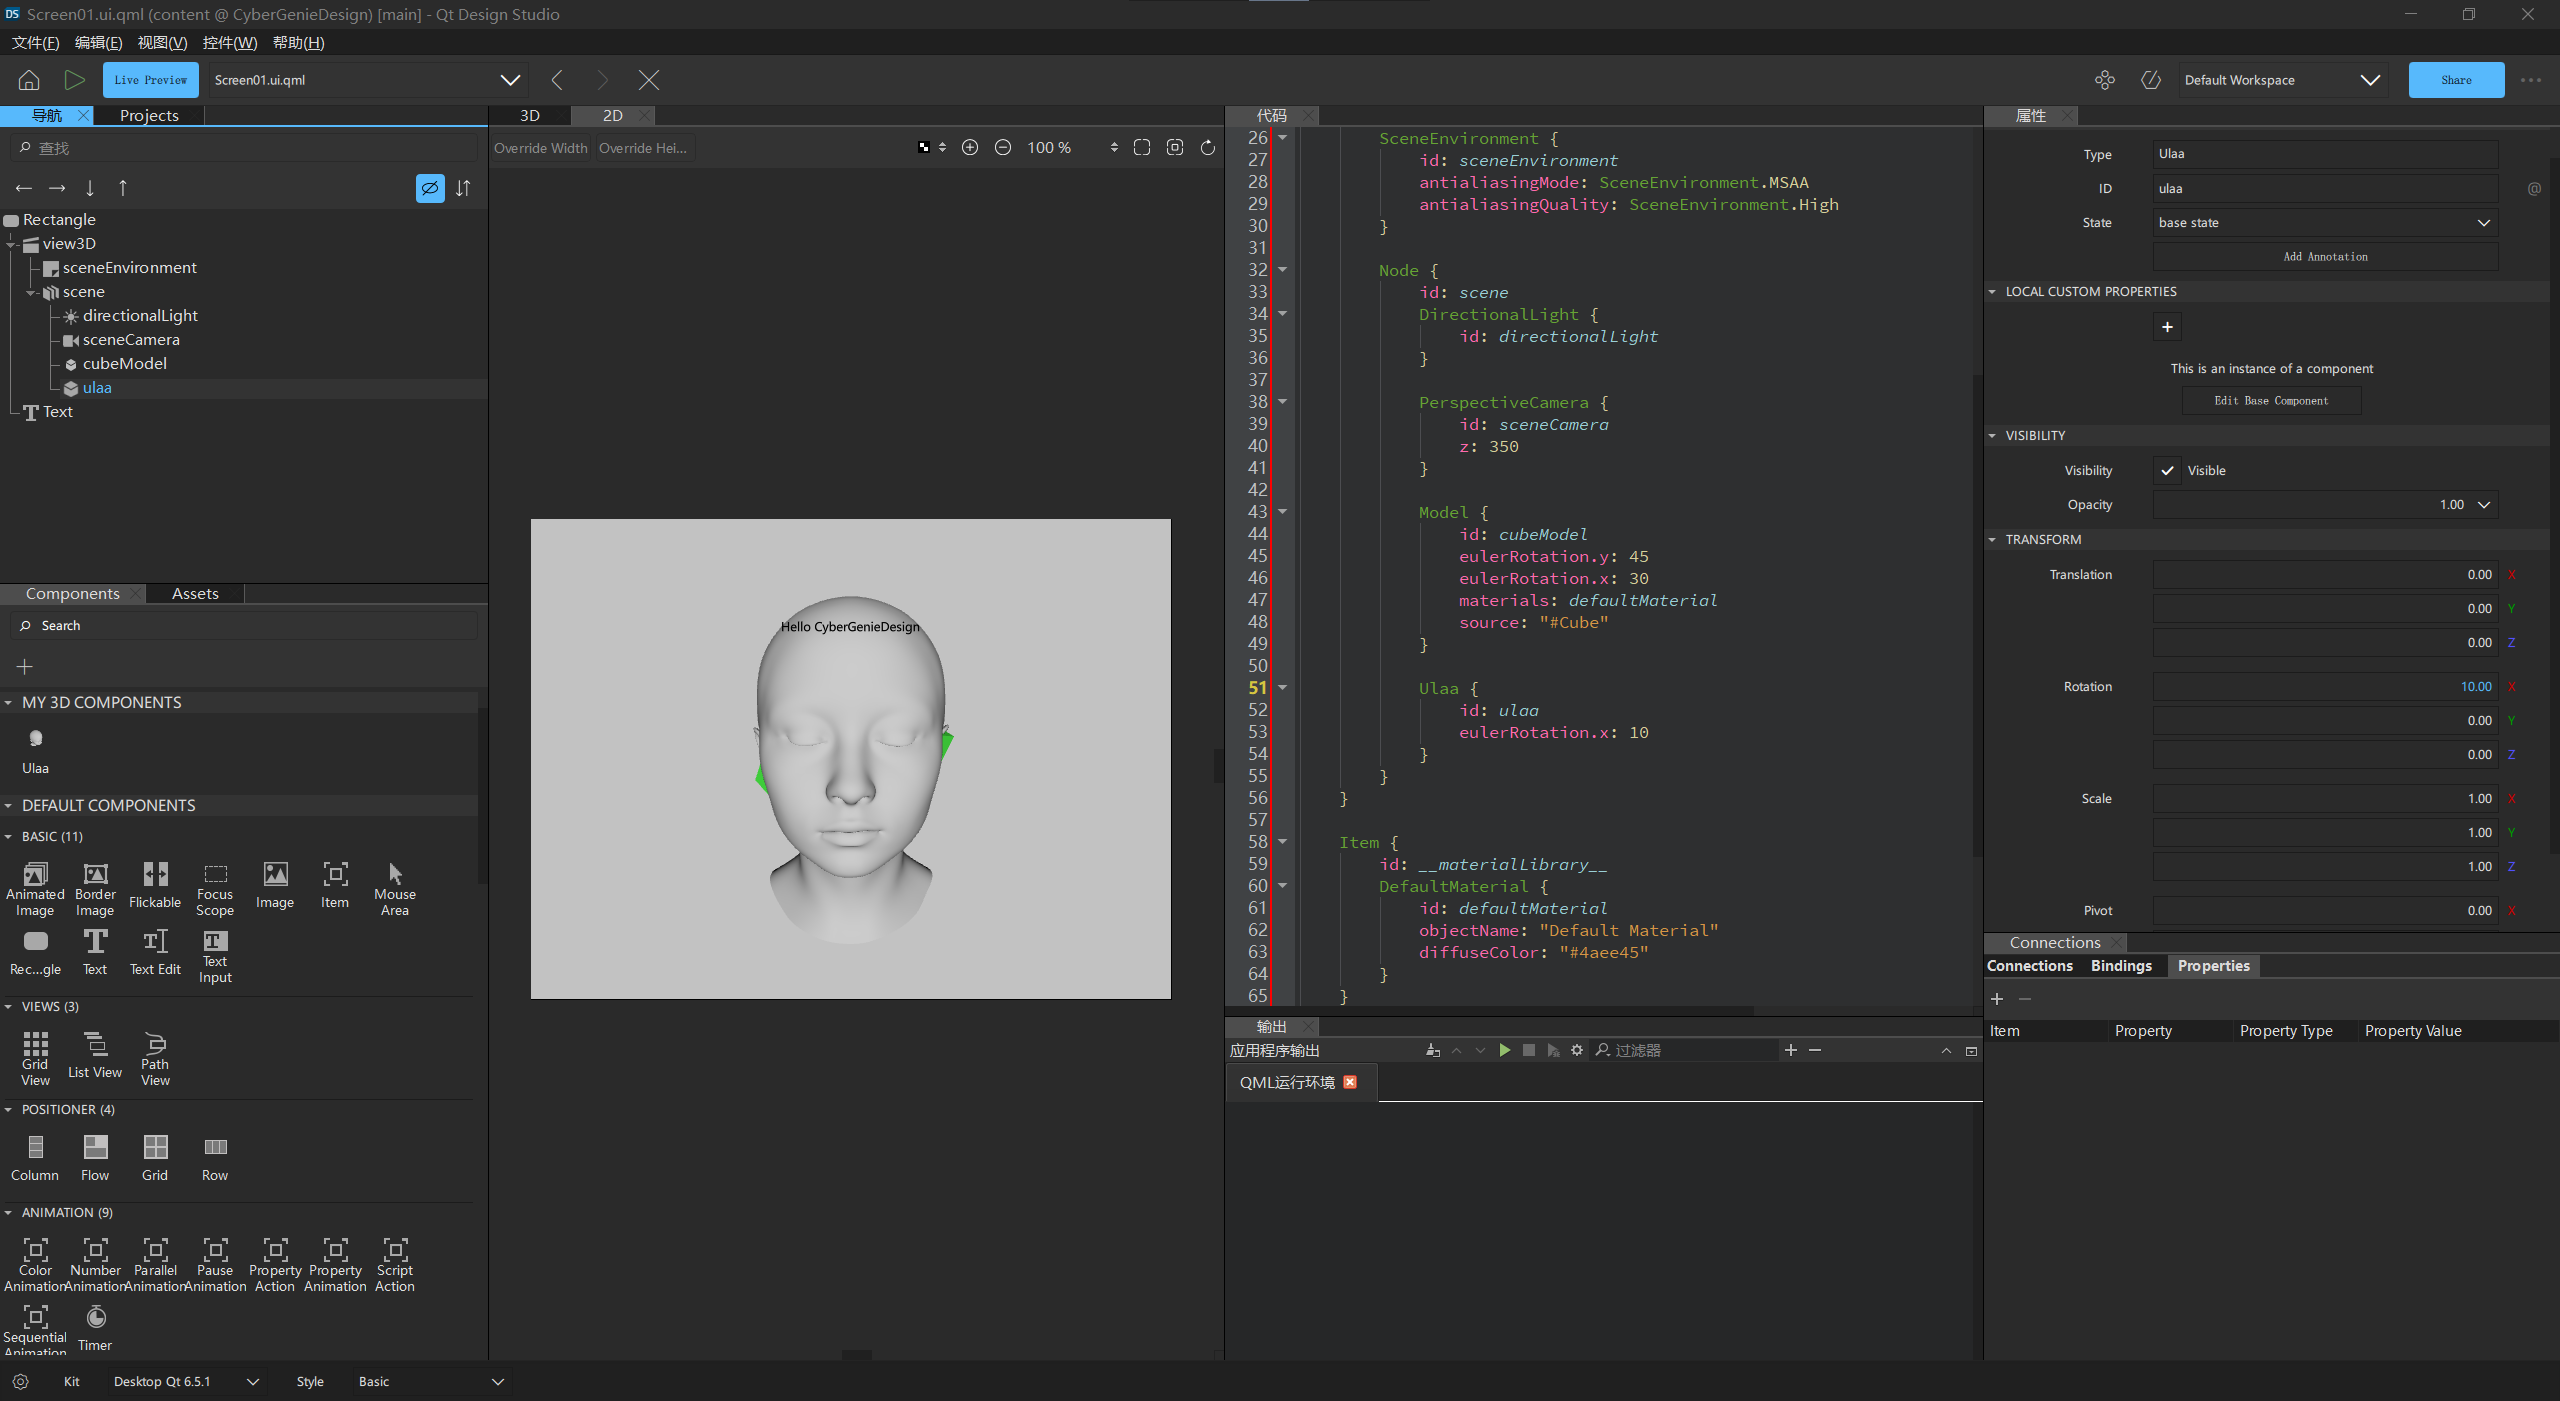 DS Screen01.ui.qml (content @ CyberGenieDesign) [main] - Qt Design Studio
文件(F) 编辑(E) 视图(V) 控件(W) 帮助(H)
Live Preview Screen01.ui.qml Default Workspace Share
导航 Projects
查找
Rectangle
view3D
sceneEnvironment
scene
directionalLight
sceneCamera
cubeModel
ulaa
Text
Components Assets
Search
MY 3D COMPONENTS
Ulaa
DEFAULT COMPONENTS
BASIC (11)
Animated Image
Border Image
Flickable
Focus Scope
Image
Item
Mouse Area
Rec...gle
Text
Text Edit
Text Input
VIEWS (3)
Grid View
List View
Path View
POSITIONER (4)
Column
Flow
Grid
Row
ANIMATION (9)
Color Animation
Number Animation
Parallel Animation
Pause Animation
Property Action
Property Animation
Script Action
Sequential Animation
Timer
3D 2D
Override Width Override Hei... 100 %
Hello CyberGenieDesign
代码
26 SceneEnvironment {
27 id: sceneEnvironment
28 antialiasingMode: SceneEnvironment.MSAA
29 antialiasingQuality: SceneEnvironment.High
30 }
31
32 Node {
33 id: scene
34 DirectionalLight {
35 id: directionalLight
36 }
37
38 PerspectiveCamera {
39 id: sceneCamera
40 z: 350
41 }
42
43 Model {
44 id: cubeModel
45 eulerRotation.y: 45
46 eulerRotation.x: 30
47 materials: defaultMaterial
48 source: "#Cube"
49 }
50
51 Ulaa {
52 id: ulaa
53 eulerRotation.x: 10
54 }
55 }
56 }
57
58 Item {
59 id: __materialLibrary__
60 DefaultMaterial {
61 id: defaultMaterial
62 objectName: "Default Material"
63 diffuseColor: "#4aee45"
64 }
65 }
输出
应用程序输出 过滤器
QML运行环境
属性
Type Ulaa
ID ulaa @
State base state
Add Annotation
LOCAL CUSTOM PROPERTIES
+
This is an instance of a component
Edit Base Component
VISIBILITY
Visibility Visible
Opacity 1.00
TRANSFORM
Translation 0.00 X
0.00 Y
0.00 Z
Rotation 10.00 X
0.00 Y
0.00 Z
Scale 1.00 X
1.00 Y
1.00 Z
Pivot 0.00 X
Connections
Connections Bindings Properties
Item Property Property Type Property Value
Kit Desktop Qt 6.5.1 Style Basic